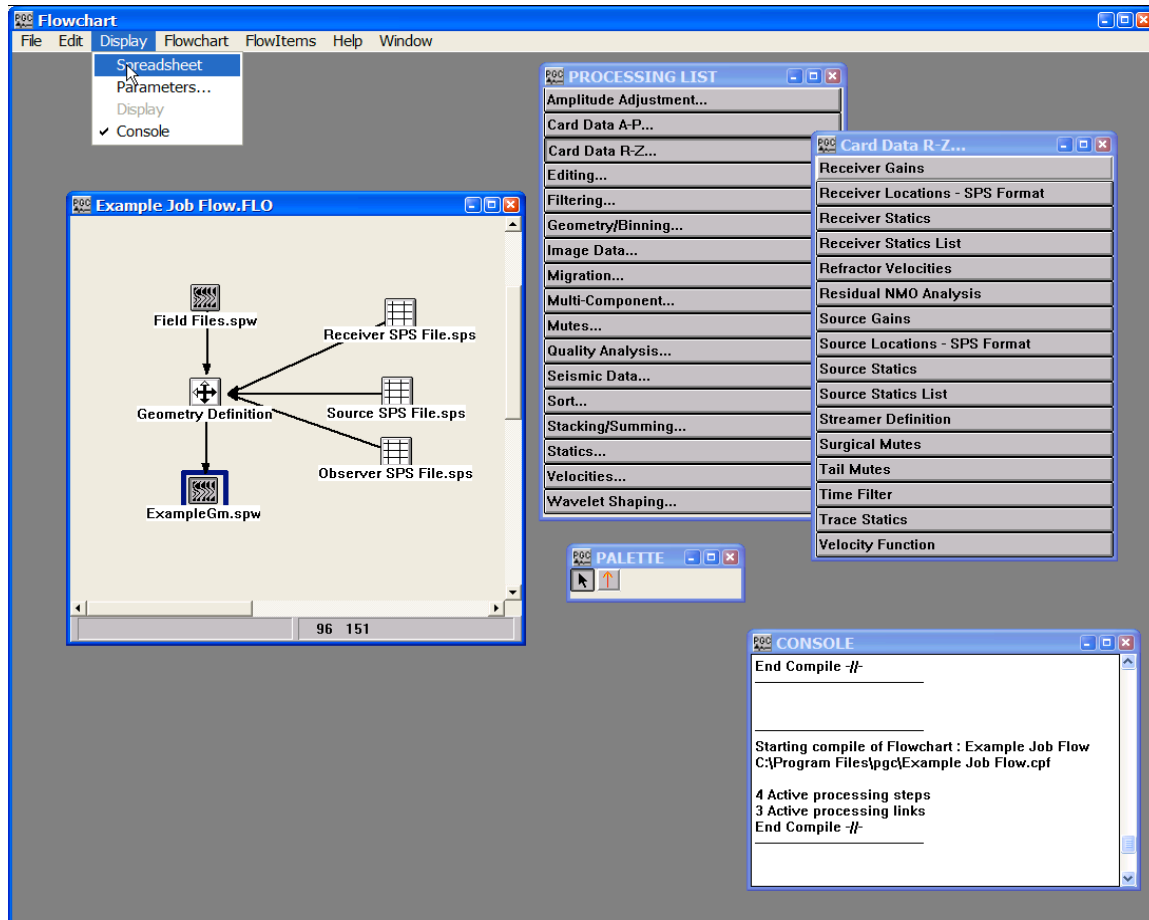 Flowchart
File Edit Display Flowchart FlowItems Help Window
Spreadsheet
Parameters...
Display
Console
Example Job Flow.FLO
Field Files.spw
Receiver SPS File.sps
Geometry Definition
Source SPS File.sps
Observer SPS File.sps
ExampleGm.spw
96 151
PROCESSING LIST
Amplitude Adjustment...
Card Data A-P...
Card Data R-Z...
Editing...
Filtering...
Geometry/Binning...
Image Data...
Migration...
Multi-Component...
Mutes...
Quality Analysis...
Seismic Data...
Sort...
Stacking/Summing...
Statics...
Velocities...
Wavelet Shaping...
Card Data R-Z...
Receiver Gains
Receiver Locations - SPS Format
Receiver Statics
Receiver Statics List
Refractor Velocities
Residual NMO Analysis
Source Gains
Source Locations - SPS Format
Source Statics
Source Statics List
Streamer Definition
Surgical Mutes
Tail Mutes
Time Filter
Trace Statics
Velocity Function
PALETTE
CONSOLE
End Compile -//-
Starting compile of Flowchart : Example Job Flow
C:\Program Files\pgc\Example Job Flow.cpf
4 Active processing steps
3 Active processing links
End Compile -//-